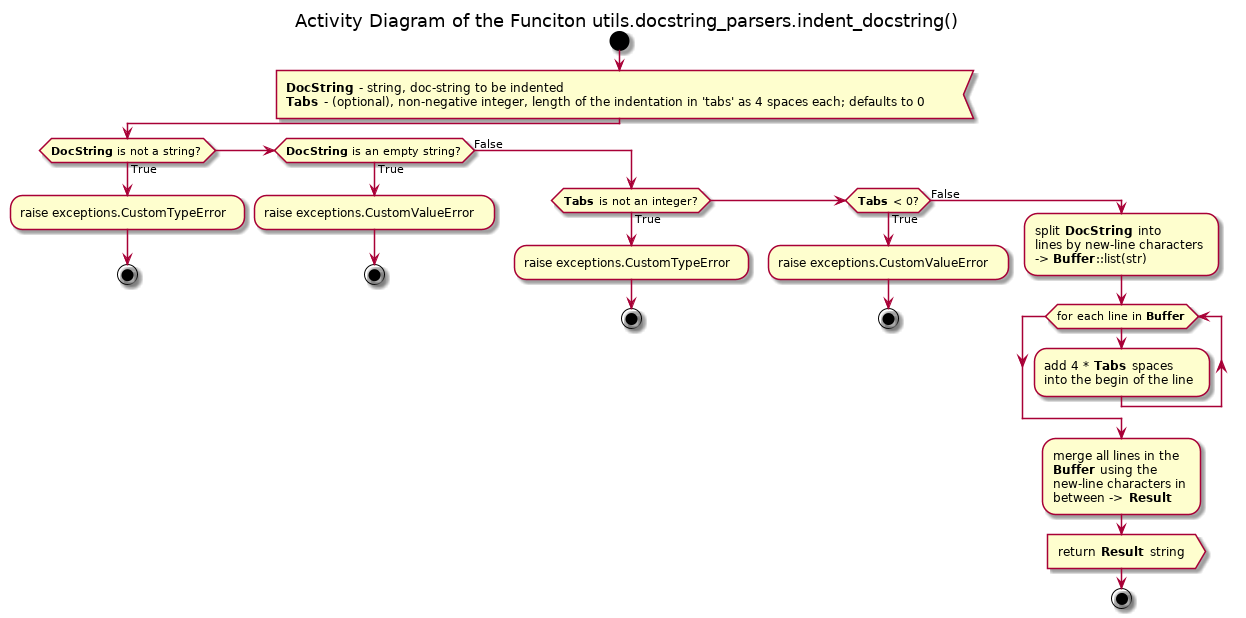 Activity Diagram of the Funciton utils.docstring_parsers.indent_docstring()
DocString - string, doc-string to be indented
Tabs - (optional), non-negative integer, length of the indentation in 'tabs' as 4 spaces each; defaults to 0
DocString is not a string?
True
raise exceptions.CustomTypeError
DocString is an empty string?
True
False
raise exceptions.CustomValueError
Tabs is not an integer?
True
raise exceptions.CustomTypeError
Tabs < 0?
True
False
raise exceptions.CustomValueError
split DocString into
lines by new-line characters
-> Buffer::list(str)
for each line in Buffer
add 4 * Tabs spaces
into the begin of the line
merge all lines in the
Buffer using the
new-line characters in
between -> Result
return Result string